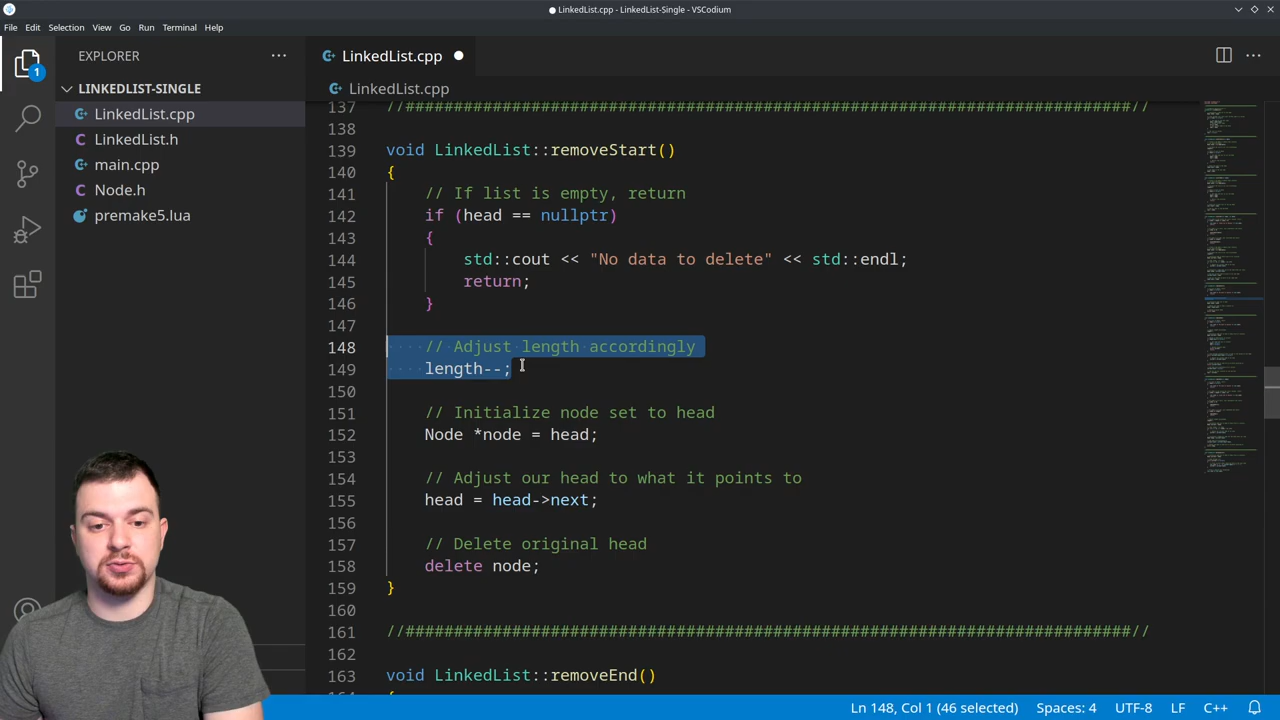 LinkedList.cpp - LinkedList-Single - VSCodium
File Edit Selection View Go Run Terminal Help
EXPLORER
LinkedList.cpp
1
LINKEDLIST-SINGLE
LinkedList.cpp
LinkedList.h
main.cpp
Node.h
premake5.lua
LinkedList.cpp
137 //###########################################################################//
138
139 void LinkedList::removeStart()
140 {
141 // If list is empty, return
142 if (head == nullptr)
143 {
144 std::cout << "No data to delete" << std::endl;
145 return;
146 }
147
148 // Adjust length accordingly
149 length--;
150
151 // Initialize node set to head
152 Node *node = head;
153
154 // Adjust our head to what it points to
155 head = head->next;
156
157 // Delete original head
158 delete node;
159 }
160
161 //###########################################################################//
162
163 void LinkedList::removeEnd()
164 {
Ln 148, Col 1 (46 selected) Spaces: 4 UTF-8 LF C++